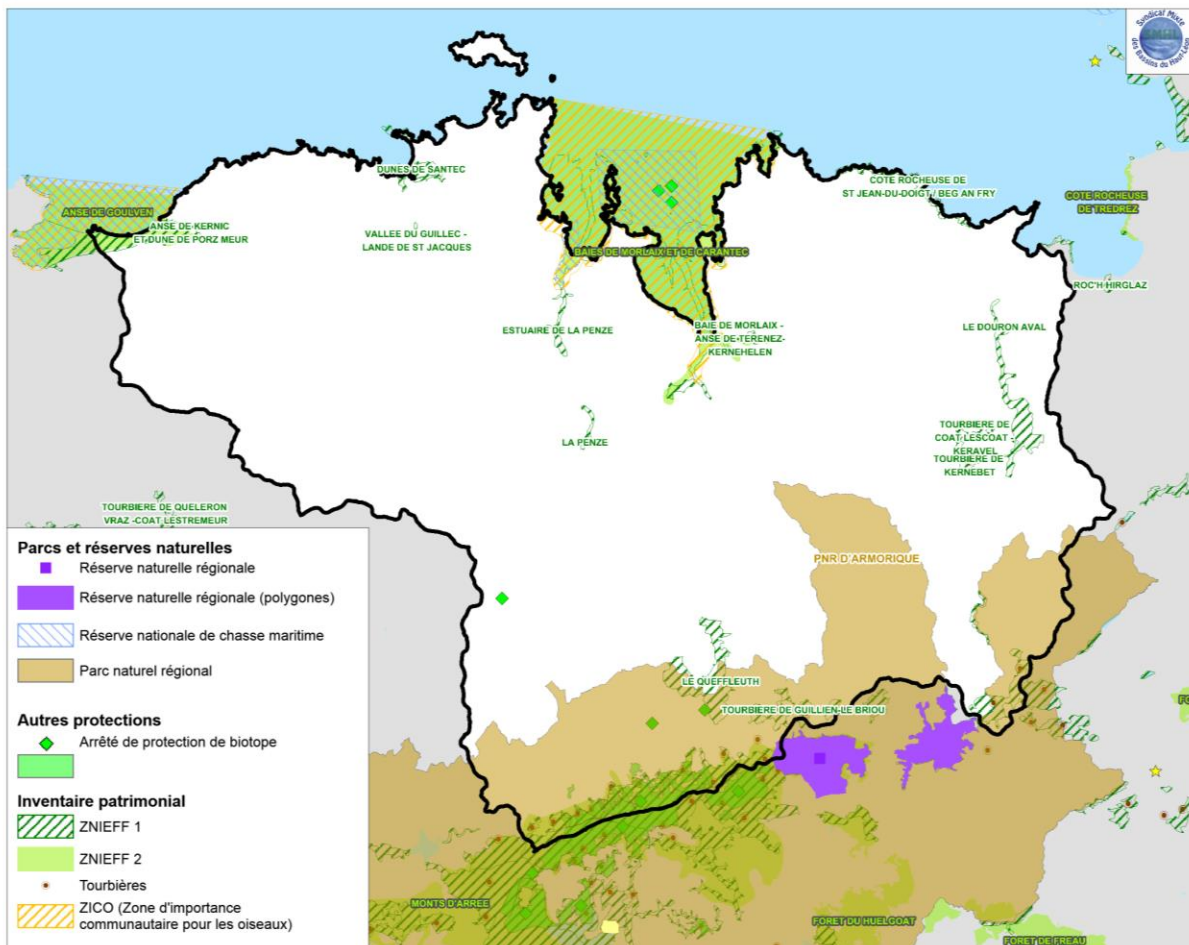 Syndicat Mixte
des Bassins du Haut-Léon
DUNES DE SANTEC
COTE ROCHEUSE DE
ST JEAN-DU-DOIGT / BEG AN FRY
COTE ROCHEUSE
DE TREDREZ
ANSE DE GOULVEN
ANSE DE KERNIC
ET DUNE DE PORZ MEUR
VALLEE DU GUILLEC -
LANDE DE ST JACQUES
BAIES DE MORLAIX ET DE CARANTEC
ROC'H HIRGLAZ
ESTUAIRE DE LA PENZE
BAIE DE MORLAIX -
ANSE DE TERENEZ-
KERNEHELEN
LE DOURON AVAL
LA PENZE
TOURBIERE DE
COAT LESCOAT -
KERAVEL
TOURBIERE DE
KERNEBET
TOURBIERE DE QUELERON
VRAZ -COAT LESTREMEUR
PNR D'ARMORIQUE
LE QUEFFLEUTH
TOURBIERE DE GUILLIEN-LE BRIOU
MONTS D'ARREE
FORET DU HUELGOAT
FORET DE FREAU
Parcs et réserves naturelles
Réserve naturelle régionale
Réserve naturelle régionale (polygones)
Réserve nationale de chasse maritime
Parc naturel régional
Autres protections
Arrêté de protection de biotope
Inventaire patrimonial
ZNIEFF 1
ZNIEFF 2
Tourbières
ZICO (Zone d'importance
communautaire pour les oiseaux)